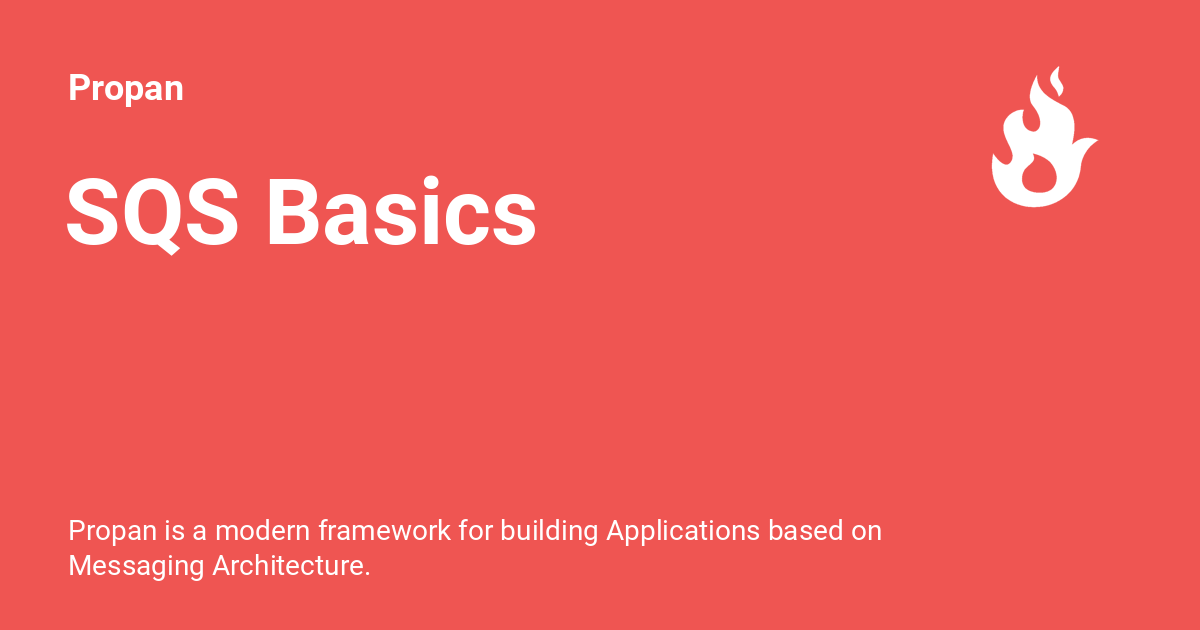 Propan
SQS Basics
Propan is a modern framework for building Applications based on
Messaging Architecture.